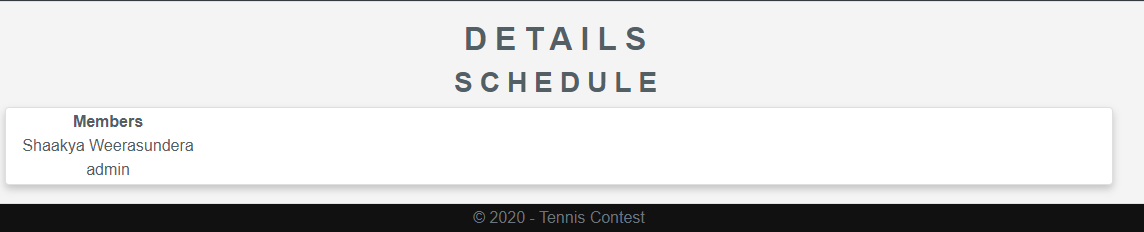 DETAILS
SCHEDULE
Members
Shaakya Weerasundera
admin
© 2020 - Tennis Contest